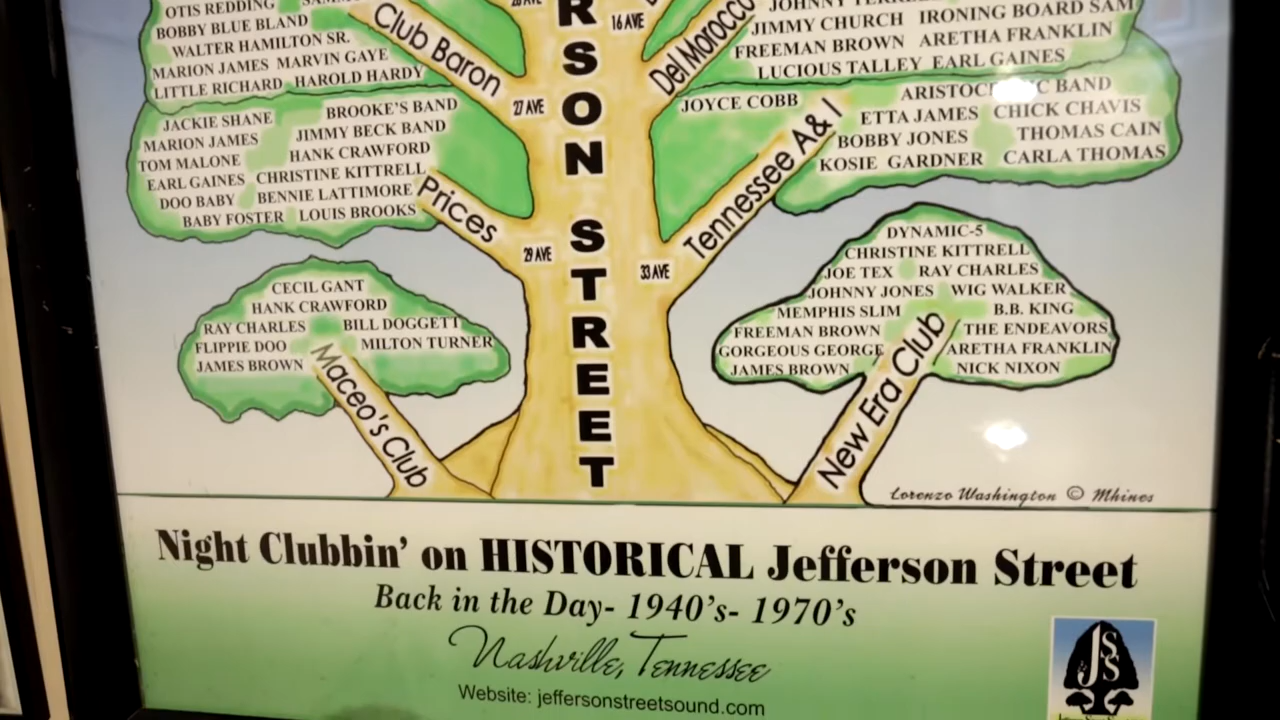 OTIS REDDING
BOBBY BLUE BLAND
WALTER HAMILTON SR.
MARION JAMES MARVIN GAYE
LITTLE RICHARD HAROLD HARDY
Club Baron
16 AVE
Del Morocco
JIMMY CHURCH IRONING BOARD SAM
FREEMAN BROWN ARETHA FRANKLIN
LUCIOUS TALLEY EARL GAINES
27 AVE
JACKIE SHANE BROOKE'S BAND
MARION JAMES JIMMY BECK BAND
TOM MALONE HANK CRAWFORD
EARL GAINES CHRISTINE KITTRELL
DOO BABY BENNIE LATTIMORE
BABY FOSTER LOUIS BROOKS
Prices
29 AVE
JOYCE COBB
BAND
ETTA JAMES CHICK CHAVIS
BOBBY JONES THOMAS CAIN
KOSIE GARDNER CARLA THOMAS
Tennessee A& I
33 AVE
RSON STREET
CECIL GANT
HANK CRAWFORD
RAY CHARLES BILL DOGGETT
FLIPPIE DOO MILTON TURNER
JAMES BROWN
Maceo's Club
DYNAMIC-5
CHRISTINE KITTRELL
JOE TEX RAY CHARLES
JOHNNY JONES WIG WALKER
MEMPHIS SLIM B.B. KING
FREEMAN BROWN THE ENDEAVORS
GORGEOUS GEORGE ARETHA FRANKLIN
JAMES BROWN NICK NIXON
New Era Club
Lorenzo Washington © Mhines
Night Clubbin' on HISTORICAL Jefferson Street
Back in the Day- 1940's- 1970's
Nashville, Tennessee
Website: jeffersonstreetsound.com
JSS